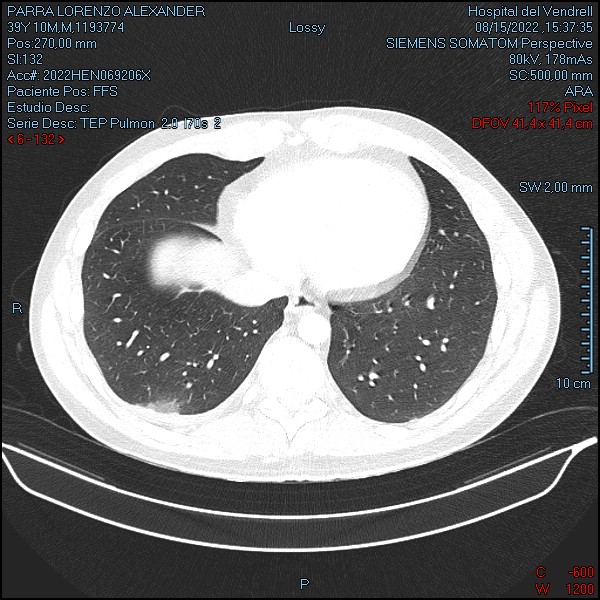 PARRA LORENZO ALEXANDER
39Y 10M,M,1193774
Pos:270,00 mm
SI:132
Acc#: 2022HEN069206X
Paciente Pos: FFS
Estudio Desc:
Serie Desc: TEP Pulmon 2.0 I70s 2
< 6 - 132 >
Lossy
Hospital del Vendrell
08/15/2022 ,15:37:35
SIEMENS SOMATOM Perspective
80kV, 178mAs
SC:500,00 mm
ARA
117% Pixel
DFOV 41,4 x 41,4 cm
SW:2,00 mm
R
10 cm
P
C -600
W 1200